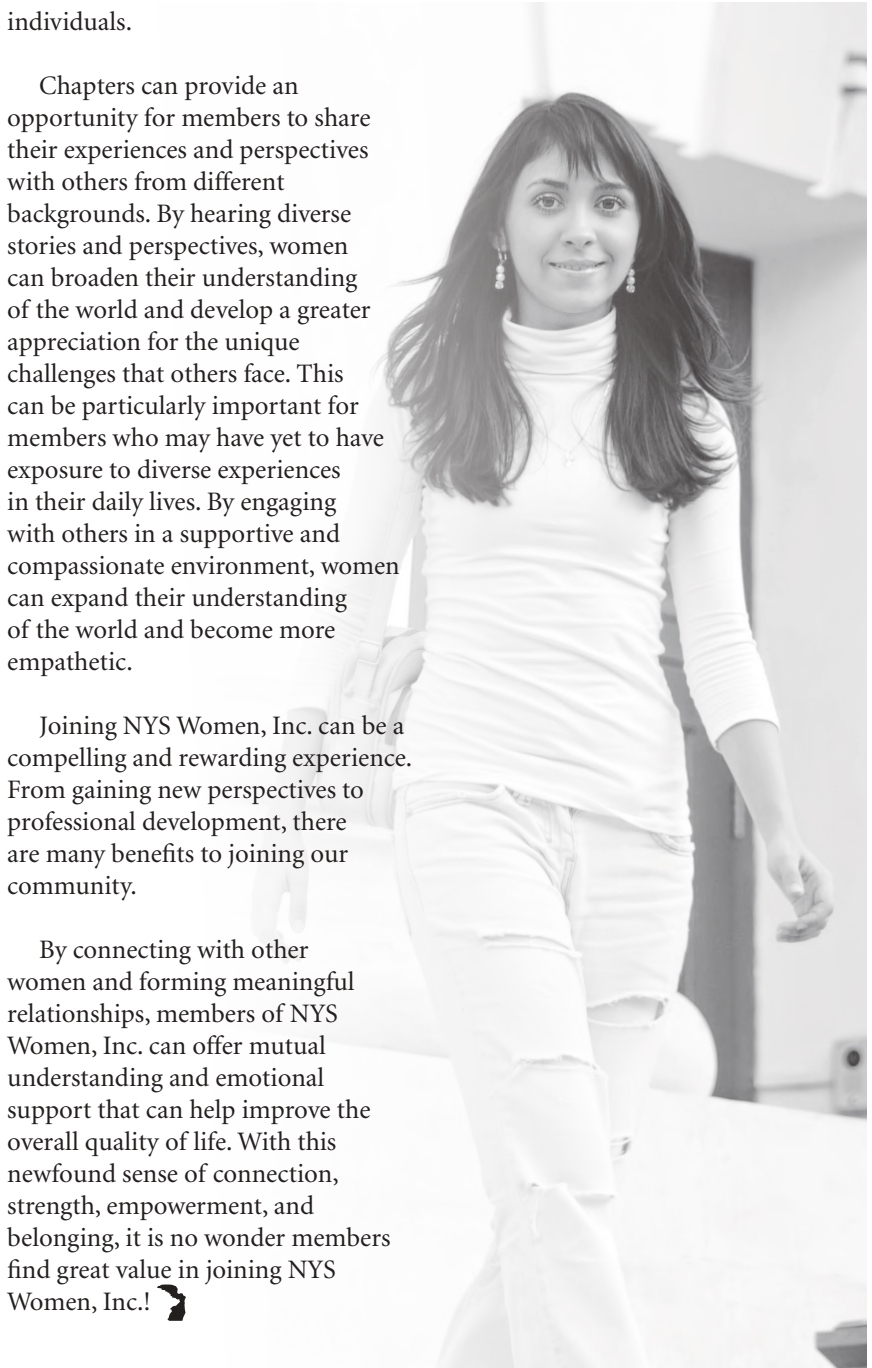 individuals.
Chapters can provide an
opportunity for members to share
their experiences and perspectives
with others from different
backgrounds. By hearing diverse
stories and perspectives, women
can broaden their understanding
of the world and develop a greater
appreciation for the unique
challenges that others face. This
can be particularly important for
members who may have yet to have
exposure to diverse experiences
in their daily lives. By engaging
with others in a supportive and
compassionate environment, women
can expand their understanding
of the world and become more
empathetic.
Joining NYS Women, Inc. can be a
compelling and rewarding experience.
From gaining new perspectives to
professional development, there
are many benefits to joining our
community.
By connecting with other
women and forming meaningful
relationships, members of NYS
Women, Inc. can offer mutual
understanding and emotional
support that can help improve the
overall quality of life. With this
newfound sense of connection,
strength, empowerment, and
belonging, it is no wonder members
find great value in joining NYS
Women, Inc.!